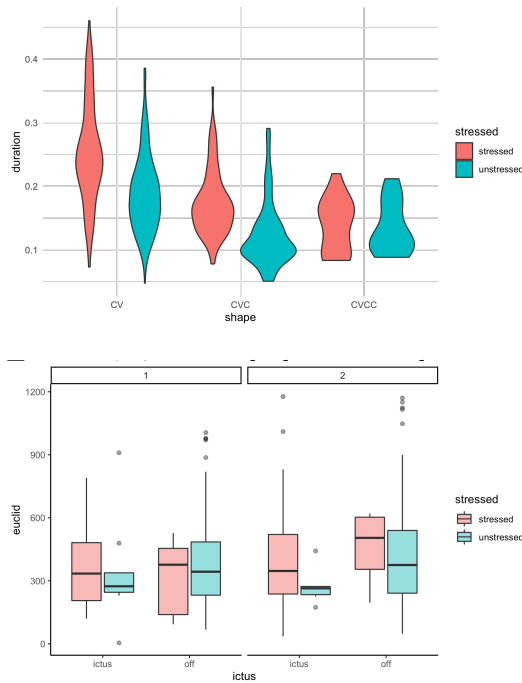 0.4
0.3
0.2
0.1
duration
CV CVC CVCC
shape
stressed
stressed
unstressed
1 2
1200
900
600
300
0
euclid
ictus off ictus off
ictus
stressed
stressed
unstressed